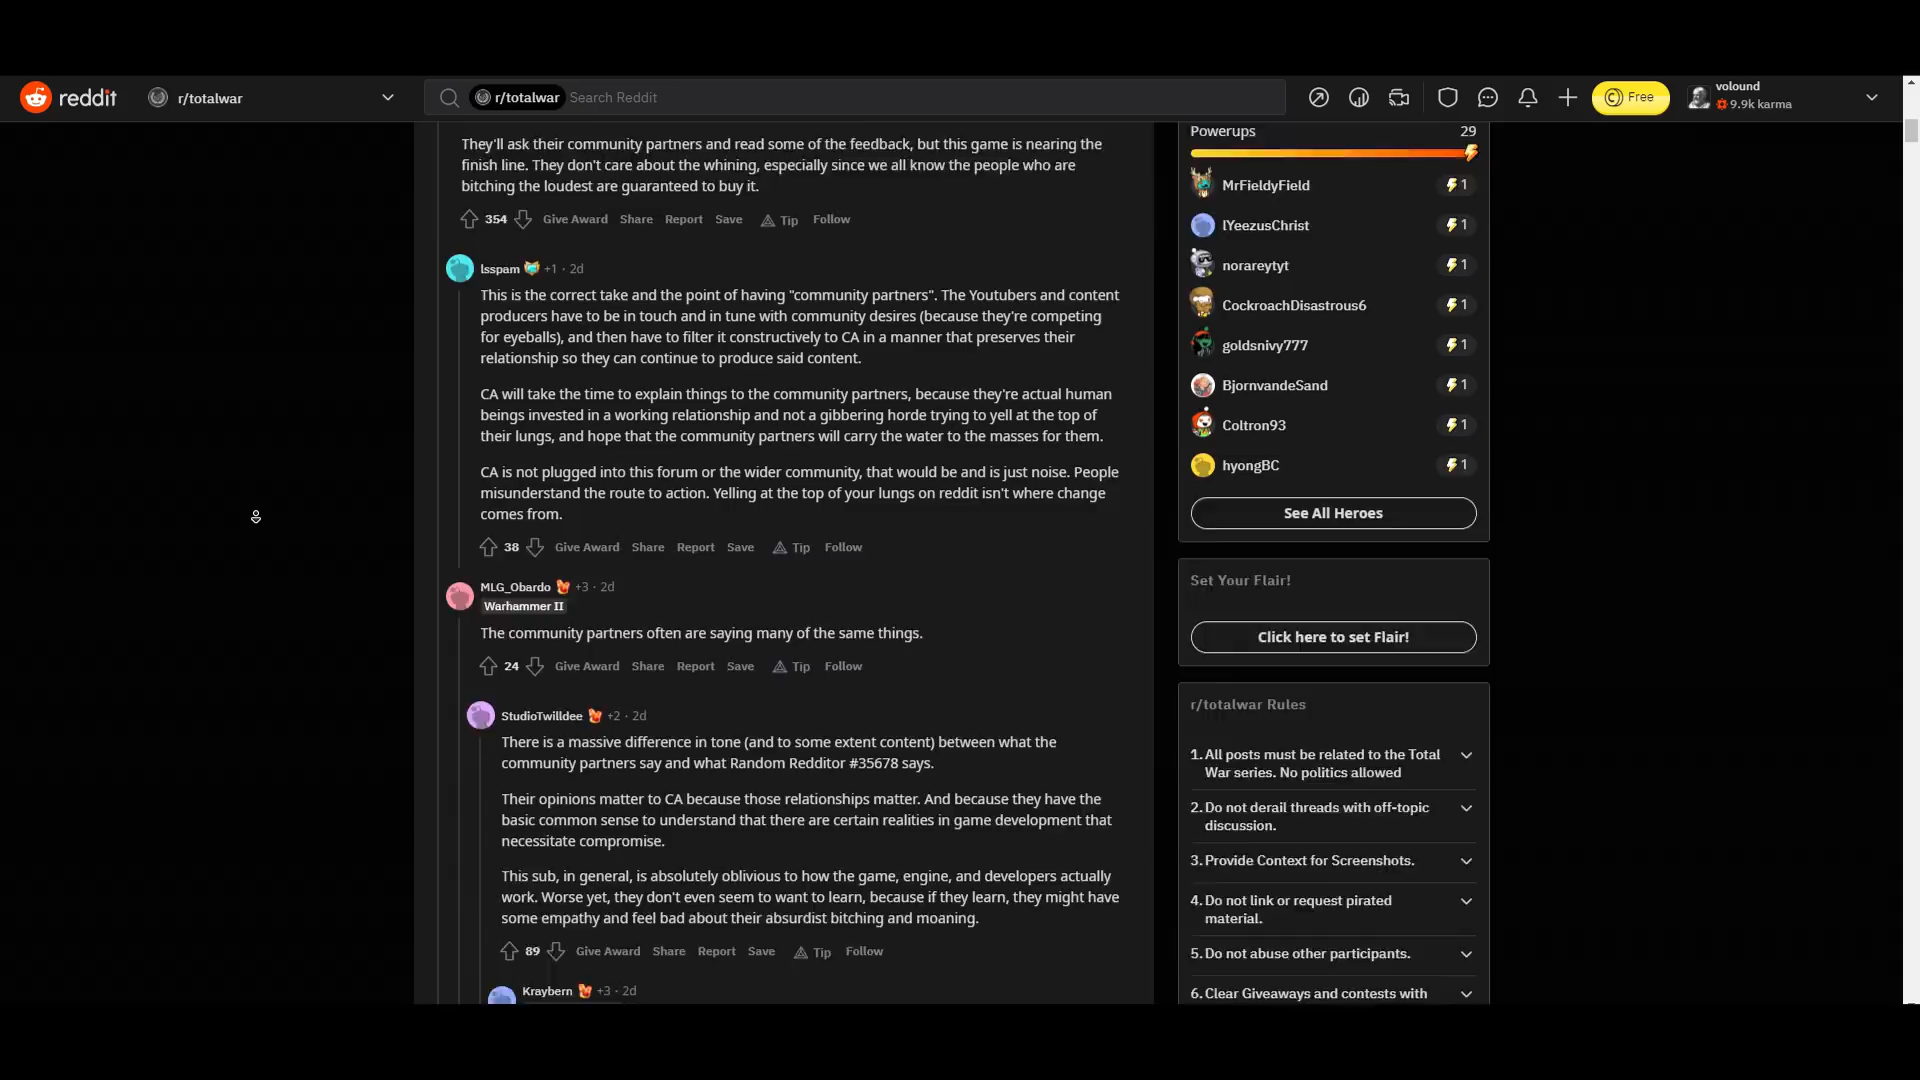 reddit
r/totalwar
r/totalwar Search Reddit
Free
volound
9.9k karma
They'll ask their community partners and read some of the feedback, but this game is nearing the
finish line. They don't care about the whining, especially since we all know the people who are
bitching the loudest are guaranteed to buy it.
354 Give Award Share Report Save Tip Follow
lsspam +1 · 2d
This is the correct take and the point of having "community partners". The Youtubers and content
producers have to be in touch and in tune with community desires (because they're competing
for eyeballs), and then have to filter it constructively to CA in a manner that preserves their
relationship so they can continue to produce said content.
CA will take the time to explain things to the community partners, because they're actual human
beings invested in a working relationship and not a gibbering horde trying to yell at the top of
their lungs, and hope that the community partners will carry the water to the masses for them.
CA is not plugged into this forum or the wider community, that would be and is just noise. People
misunderstand the route to action. Yelling at the top of your lungs on reddit isn't where change
comes from.
38 Give Award Share Report Save Tip Follow
MLG_Obardo +3 · 2d
Warhammer II
The community partners often are saying many of the same things.
24 Give Award Share Report Save Tip Follow
StudioTwilldee +2 · 2d
There is a massive difference in tone (and to some extent content) between what the
community partners say and what Random Redditor #35678 says.
Their opinions matter to CA because those relationships matter. And because they have the
basic common sense to understand that there are certain realities in game development that
necessitate compromise.
This sub, in general, is absolutely oblivious to how the game, engine, and developers actually
work. Worse yet, they don't even seem to want to learn, because if they learn, they might have
some empathy and feel bad about their absurdist bitching and moaning.
89 Give Award Share Report Save Tip Follow
Kraybern +3 · 2d
Powerups 29
MrFieldyField 1
lYeezusChrist 1
norareytyt 1
CockroachDisastrous6 1
goldsnivy777 1
BjornvandeSand 1
Coltron93 1
hyongBC 1
See All Heroes
Set Your Flair!
Click here to set Flair!
r/totalwar Rules
1. All posts must be related to the Total
War series. No politics allowed
2. Do not derail threads with off-topic
discussion.
3. Provide Context for Screenshots.
4. Do not link or request pirated
material.
5. Do not abuse other participants.
6. Clear Giveaways and contests with